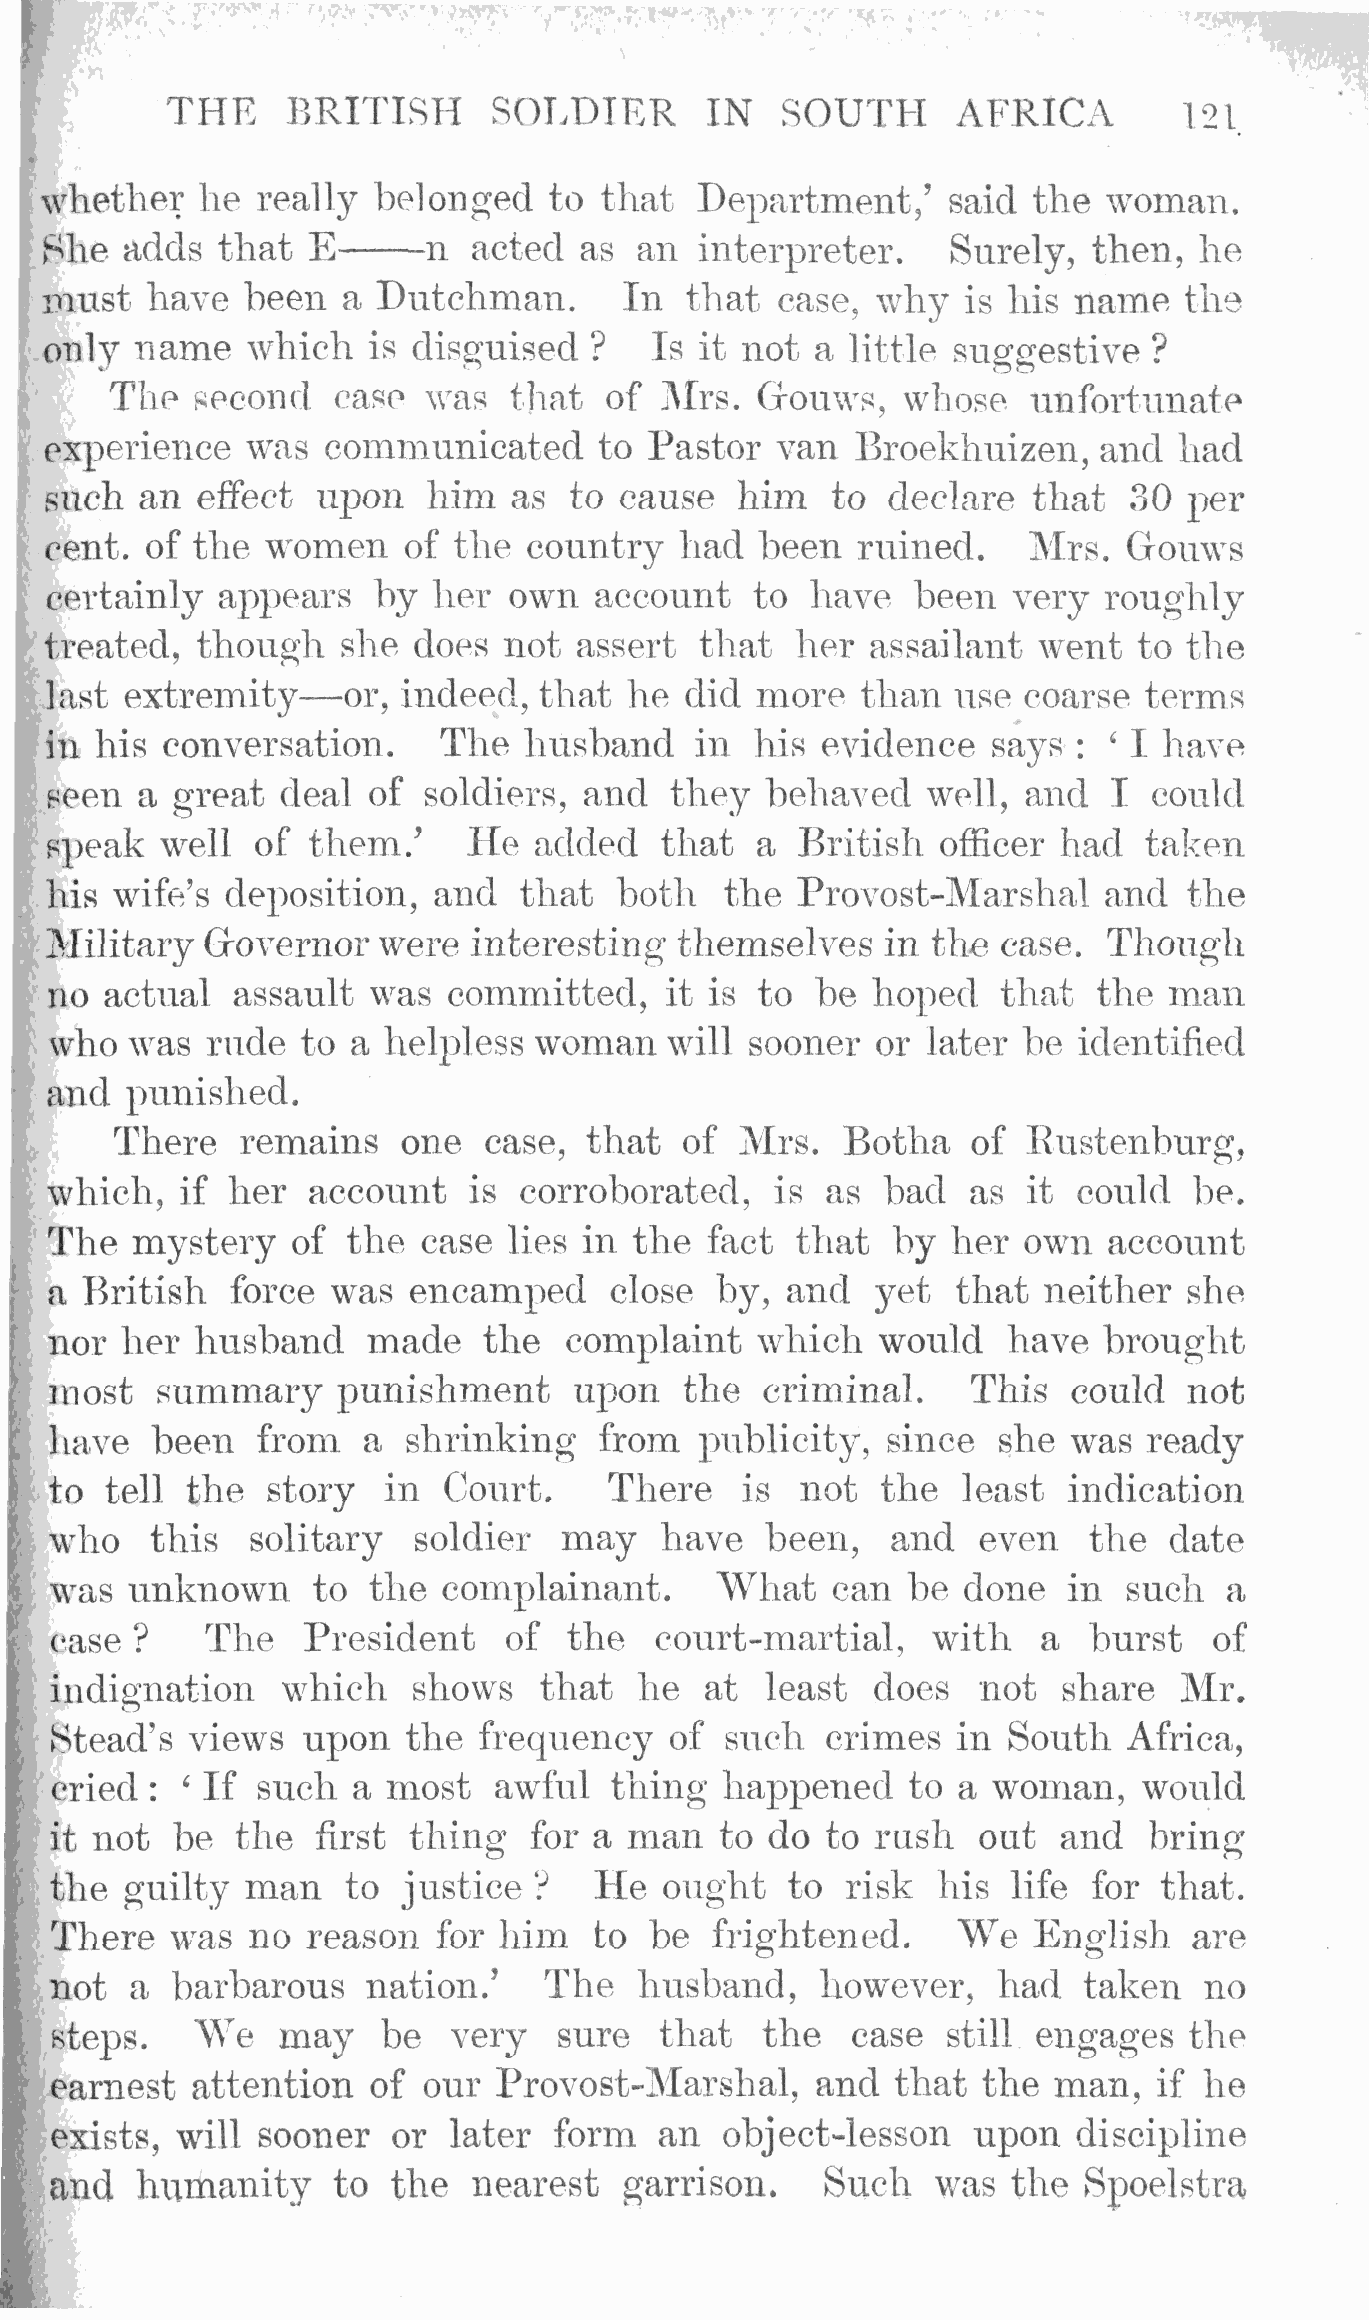 THE BRITISH SOLDIER IN SOUTH AFRICA 121
whether he really belonged to that Department,' said the woman.
She adds that E——n acted as an interpreter. Surely, then, he
must have been a Dutchman. In that case, why is his name the
only name which is disguised ? Is it not a little suggestive ?
The second case was that of Mrs. Gouws, whose unfortunate
experience was communicated to Pastor van Broekhuizen, and had
such an effect upon him as to cause him to declare that 30 per
cent. of the women of the country had been ruined. Mrs. Gouws
certainly appears by her own account to have been very roughly
treated, though she does not assert that her assailant went to the
last extremity—or, indeed, that he did more than use coarse terms
in his conversation. The husband in his evidence says : ' I have
seen a great deal of soldiers, and they behaved well, and I could
speak well of them.' He added that a British officer had taken
his wife's deposition, and that both the Provost-Marshal and the
Military Governor were interesting themselves in the case. Though
no actual assault was committed, it is to be hoped that the man
who was rude to a helpless woman will sooner or later be identified
and punished.
There remains one case, that of Mrs. Botha of Rustenburg,
which, if her account is corroborated, is as bad as it could be.
The mystery of the case lies in the fact that by her own account
a British force was encamped close by, and yet that neither she
nor her husband made the complaint which would have brought
most summary punishment upon the criminal. This could not
have been from a shrinking from publicity, since she was ready
to tell the story in Court. There is not the least indication
who this solitary soldier may have been, and even the date
was unknown to the complainant. What can be done in such a
case ? The President of the court-martial, with a burst of
indignation which shows that he at least does not share Mr.
Stead's views upon the frequency of such crimes in South Africa,
cried : ' If such a most awful thing happened to a woman, would
it not be the first thing for a man to do to rush out and bring
the guilty man to justice ? He ought to risk his life for that.
There was no reason for him to be frightened. We English are
not a barbarous nation.' The husband, however, had taken no
steps. We may be very sure that the case still engages the
earnest attention of our Provost-Marshal, and that the man, if he
exists, will sooner or later form an object-lesson upon discipline
and humanity to the nearest garrison. Such was the Spoelstra